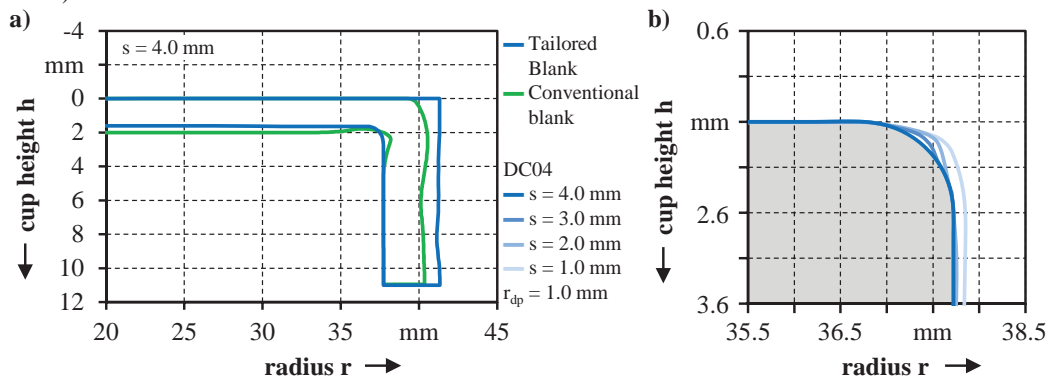 a)
s = 4.0 mm
-4
mm
0
2
4
6
8
10
12
cup height h
20
25
30
35
mm
45
radius r
Tailored
Blank
Conventional
blank
DC04
s = 4.0 mm
s = 3.0 mm
s = 2.0 mm
s = 1.0 mm
r_dp = 1.0 mm
b)
0.6
mm
2.6
3.6
cup height h
35.5
36.5
mm
38.5
radius r